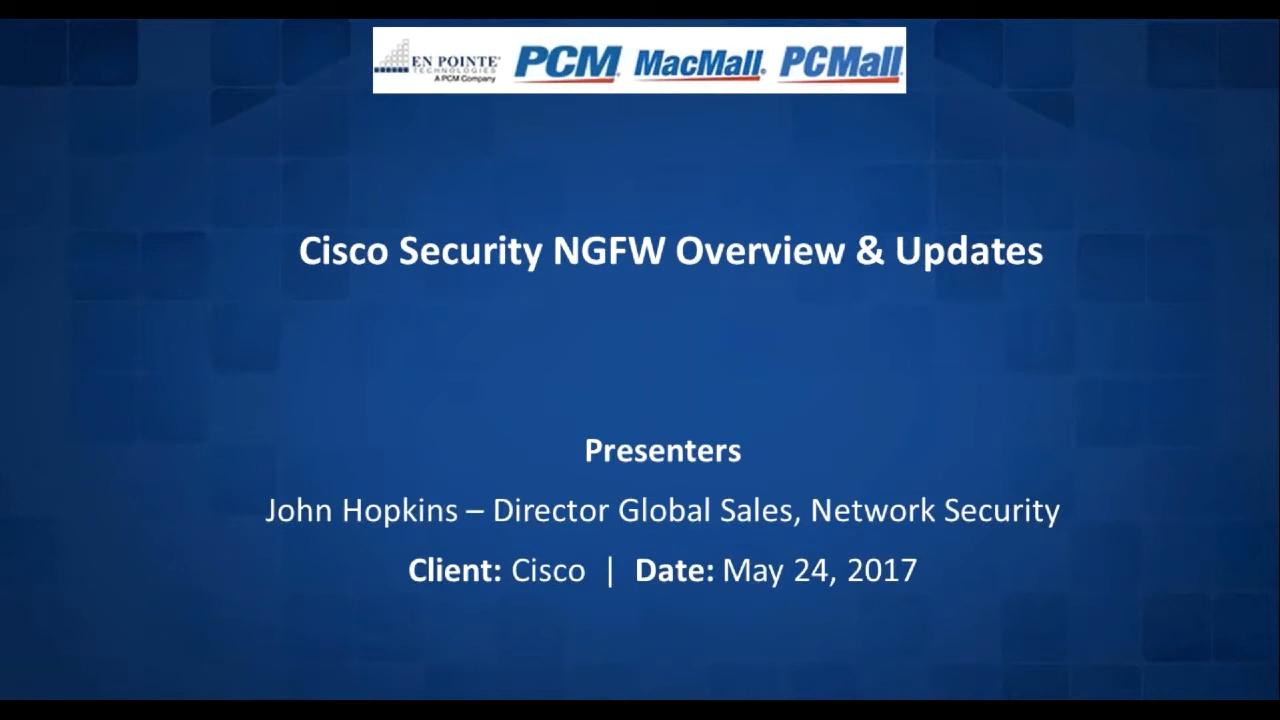 EN POINTE
TECHNOLOGIES
A PCM Company
PCM
MacMall
PCMall
Cisco Security NGFW Overview & Updates
Presenters
John Hopkins – Director Global Sales, Network Security
Client: Cisco | Date: May 24, 2017